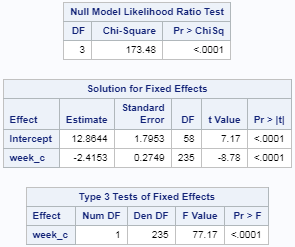 Null Model Likelihood Ratio Test
DF Chi-Square Pr > ChiSq
3 173.48 <.0001
Solution for Fixed Effects
Effect Estimate Standard Error DF t Value Pr > |t|
Intercept 12.8644 1.7953 58 7.17 <.0001
week_c -2.4153 0.2749 235 -8.78 <.0001
Type 3 Tests of Fixed Effects
Effect Num DF Den DF F Value Pr > F
week_c 1 235 77.17 <.0001